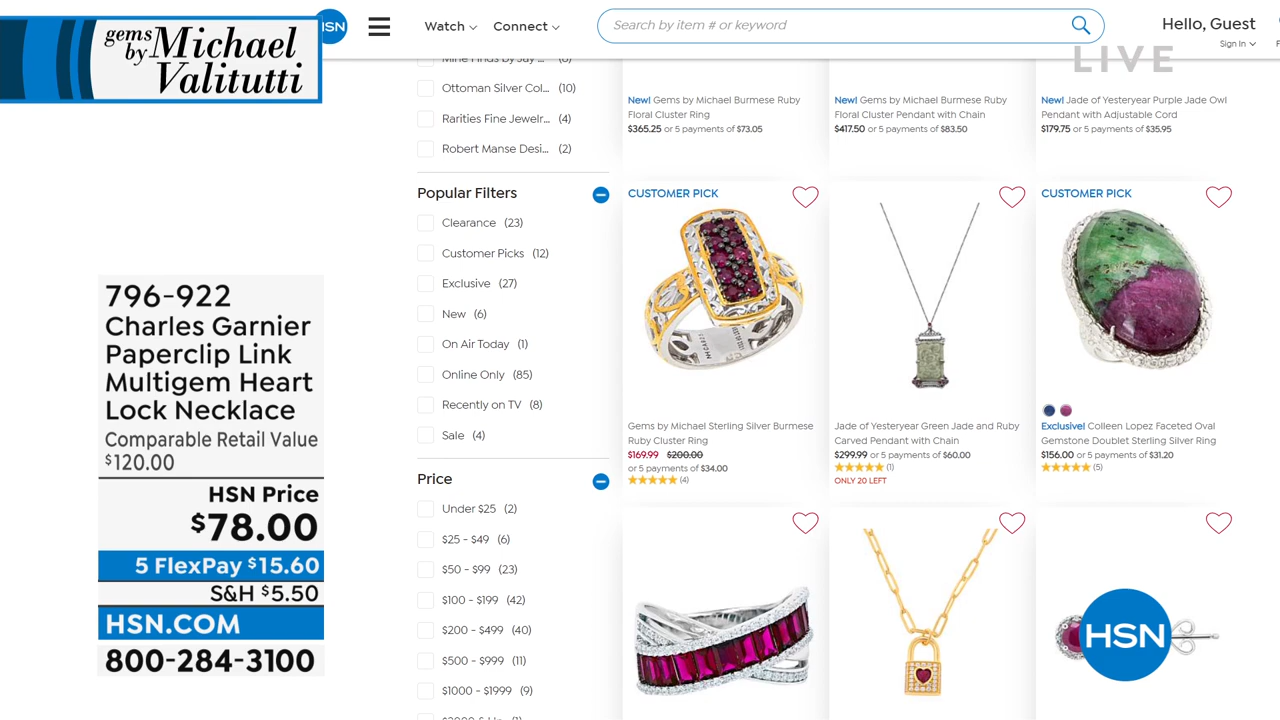 gems
by Michael
Valitutti
HSN
Watch
Connect
Search by item # or keyword
Hello, Guest
Sign In
LIVE
Mine Finds by Jay ... (6)
Ottoman Silver Col... (10)
Rarities Fine Jewelr... (4)
Robert Manse Desi... (2)
Popular Filters
Clearance (23)
Customer Picks (12)
Exclusive (27)
New (6)
On Air Today (1)
Online Only (85)
Recently on TV (8)
Sale (4)
Price
Under $25 (2)
$25 - $49 (6)
$50 - $99 (23)
$100 - $199 (42)
$200 - $499 (40)
$500 - $999 (11)
$1000 - $1999 (9)
New! Gems by Michael Burmese Ruby
Floral Cluster Ring
$365.25 or 5 payments of $73.05
New! Gems by Michael Burmese Ruby
Floral Cluster Pendant with Chain
$417.50 or 5 payments of $83.50
New! Jade of Yesteryear Purple Jade Owl
Pendant with Adjustable Cord
$179.75 or 5 payments of $35.95
CUSTOMER PICK
Gems by Michael Sterling Silver Burmese
Ruby Cluster Ring
$169.99 $200.00
or 5 payments of $34.00
(4)
Jade of Yesteryear Green Jade and Ruby
Carved Pendant with Chain
$299.99 or 5 payments of $60.00
(1)
ONLY 20 LEFT
CUSTOMER PICK
Exclusive! Colleen Lopez Faceted Oval
Gemstone Doublet Sterling Silver Ring
$156.00 or 5 payments of $31.20
(5)
HSN
796-922
Charles Garnier
Paperclip Link
Multigem Heart
Lock Necklace
Comparable Retail Value
$120.00
HSN Price
$78.00
5 FlexPay $15.60
S&H $5.50
HSN.COM
800-284-3100